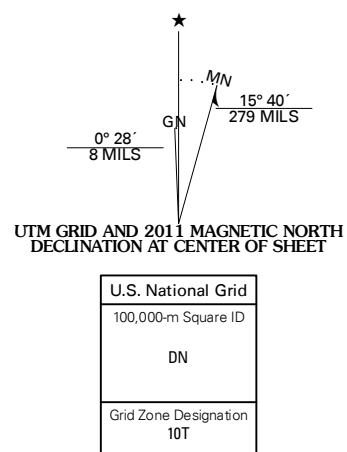 MN
15° 40´
279 MILS
GN
0° 28´
8 MILS
UTM GRID AND 2011 MAGNETIC NORTH
DECLINATION AT CENTER OF SHEET
U.S. National Grid
100,000-m Square ID
DN
Grid Zone Designation
10T